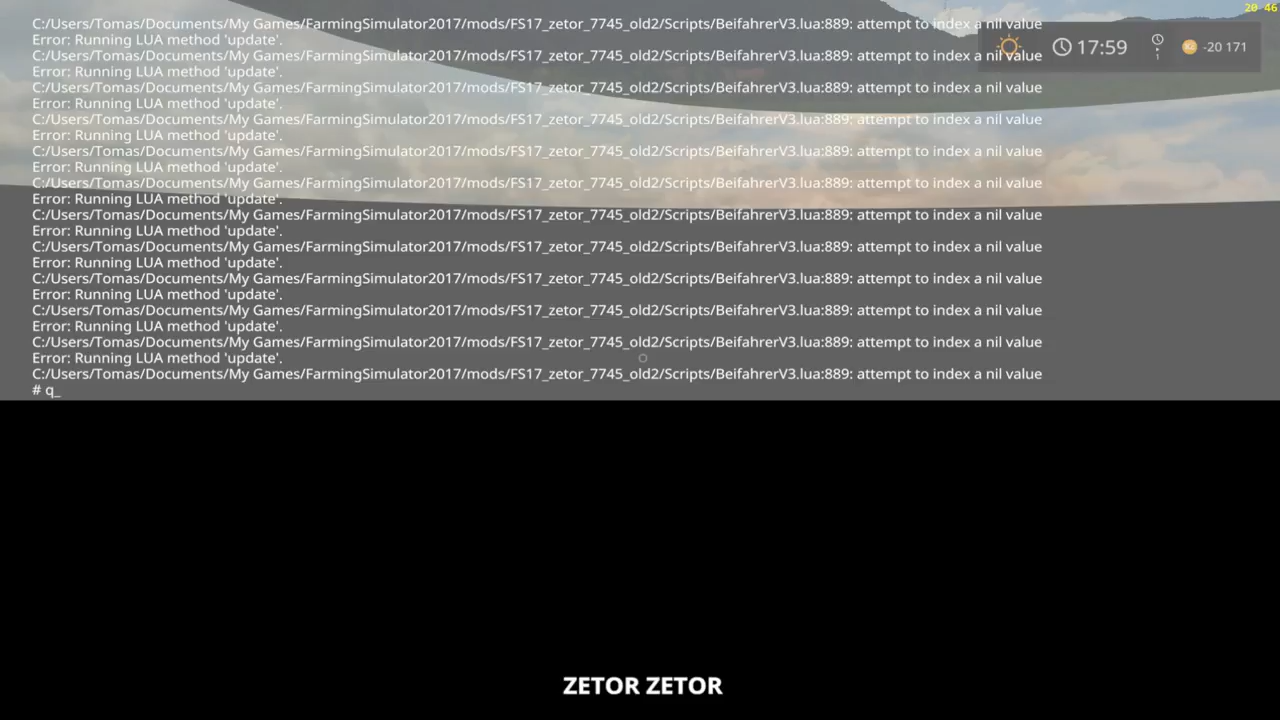 20 46
C:/Users/Tomas/Documents/My Games/FarmingSimulator2017/mods/FS17_zetor_7745_old2/Scripts/BeifahrerV3.lua:889: attempt to index a nil value
Error: Running LUA method 'update'.
17:59
1
Kč -20 171
C:/Users/Tomas/Documents/My Games/FarmingSimulator2017/mods/FS17_zetor_7745_old2/Scripts/BeifahrerV3.lua:889: attempt to index a nil value
Error: Running LUA method 'update'.
C:/Users/Tomas/Documents/My Games/FarmingSimulator2017/mods/FS17_zetor_7745_old2/Scripts/BeifahrerV3.lua:889: attempt to index a nil value
Error: Running LUA method 'update'.
C:/Users/Tomas/Documents/My Games/FarmingSimulator2017/mods/FS17_zetor_7745_old2/Scripts/BeifahrerV3.lua:889: attempt to index a nil value
Error: Running LUA method 'update'.
C:/Users/Tomas/Documents/My Games/FarmingSimulator2017/mods/FS17_zetor_7745_old2/Scripts/BeifahrerV3.lua:889: attempt to index a nil value
Error: Running LUA method 'update'.
C:/Users/Tomas/Documents/My Games/FarmingSimulator2017/mods/FS17_zetor_7745_old2/Scripts/BeifahrerV3.lua:889: attempt to index a nil value
Error: Running LUA method 'update'.
C:/Users/Tomas/Documents/My Games/FarmingSimulator2017/mods/FS17_zetor_7745_old2/Scripts/BeifahrerV3.lua:889: attempt to index a nil value
Error: Running LUA method 'update'.
C:/Users/Tomas/Documents/My Games/FarmingSimulator2017/mods/FS17_zetor_7745_old2/Scripts/BeifahrerV3.lua:889: attempt to index a nil value
Error: Running LUA method 'update'.
C:/Users/Tomas/Documents/My Games/FarmingSimulator2017/mods/FS17_zetor_7745_old2/Scripts/BeifahrerV3.lua:889: attempt to index a nil value
Error: Running LUA method 'update'.
C:/Users/Tomas/Documents/My Games/FarmingSimulator2017/mods/FS17_zetor_7745_old2/Scripts/BeifahrerV3.lua:889: attempt to index a nil value
Error: Running LUA method 'update'.
C:/Users/Tomas/Documents/My Games/FarmingSimulator2017/mods/FS17_zetor_7745_old2/Scripts/BeifahrerV3.lua:889: attempt to index a nil value
Error: Running LUA method 'update'.
C:/Users/Tomas/Documents/My Games/FarmingSimulator2017/mods/FS17_zetor_7745_old2/Scripts/BeifahrerV3.lua:889: attempt to index a nil value
# q_
ZETOR ZETOR